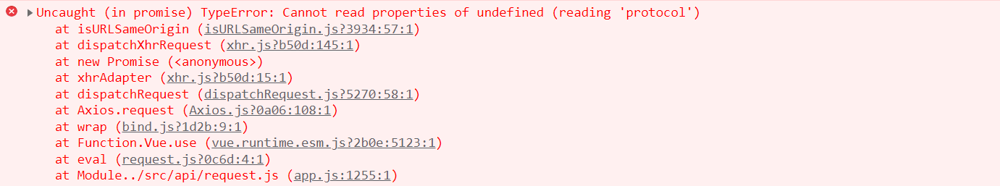 Uncaught (in promise) TypeError: Cannot read properties of undefined (reading 'protocol')
at isURLSameOrigin (isURLSameOrigin.js?3934:57:1)
at dispatchXhrRequest (xhr.js?b50d:145:1)
at new Promise (<anonymous>)
at xhrAdapter (xhr.js?b50d:15:1)
at dispatchRequest (dispatchRequest.js?5270:58:1)
at Axios.request (Axios.js?0a06:108:1)
at wrap (bind.js?1d2b:9:1)
at Function.Vue.use (vue.runtime.esm.js?2b0e:5123:1)
at eval (request.js?0c6d:4:1)
at Module../src/api/request.js (app.js:1255:1)